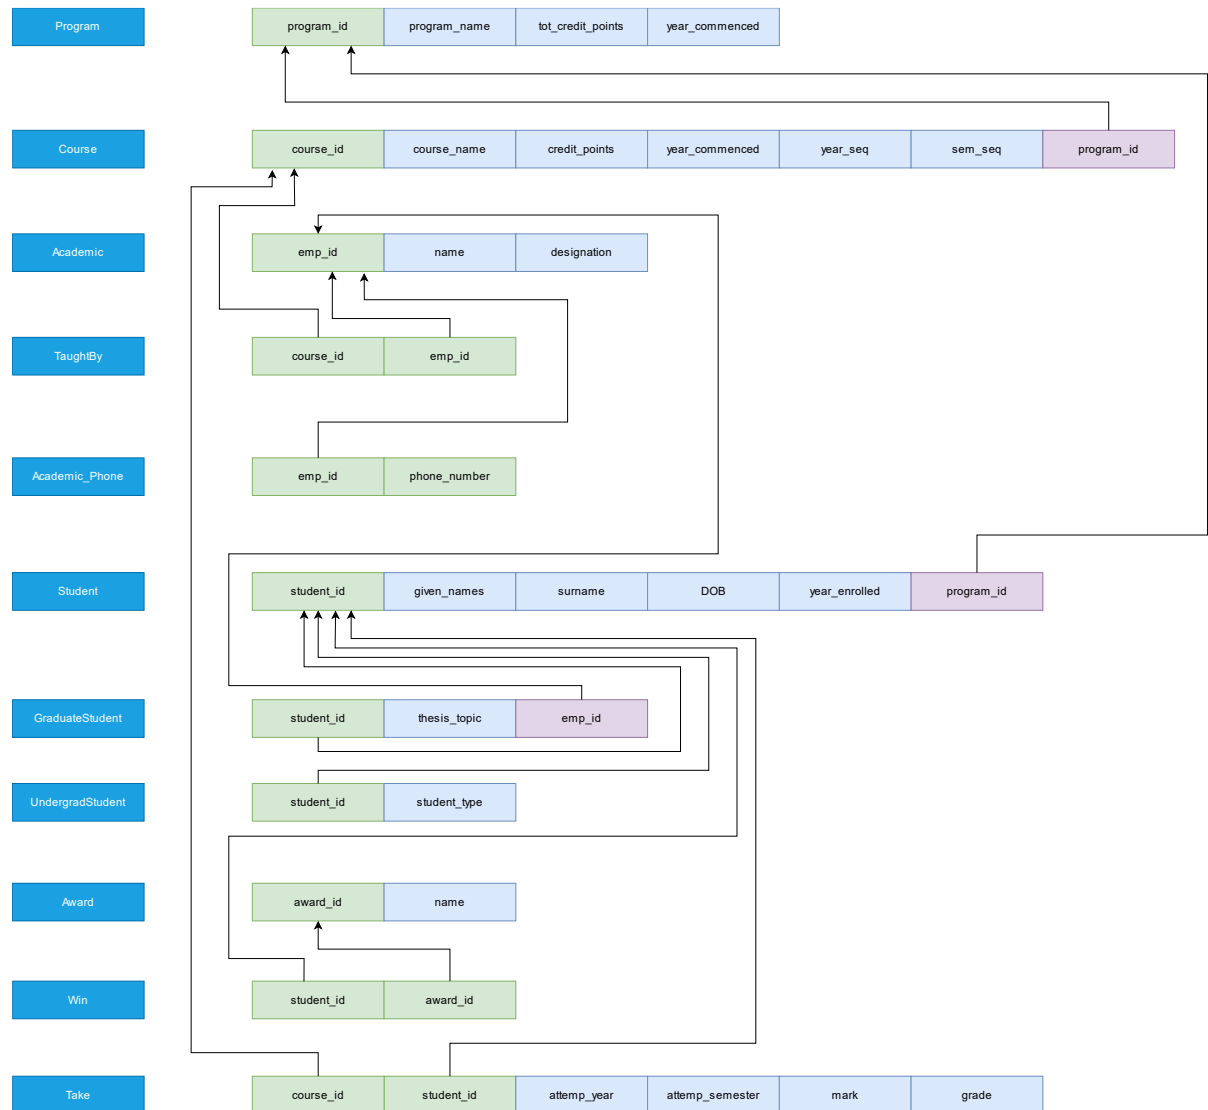 Program program_id program_name tot_credit_points year_commenced
Course course_id course_name credit_points year_commenced year_seq sem_seq program_id
Academic emp_id name designation
TaughtBy course_id emp_id
Academic_Phone emp_id phone_number
Student student_id given_names surname DOB year_enrolled program_id
GraduateStudent student_id thesis_topic emp_id
UndergradStudent student_id student_type
Award award_id name
Win student_id award_id
Take course_id student_id attemp_year attemp_semester mark grade